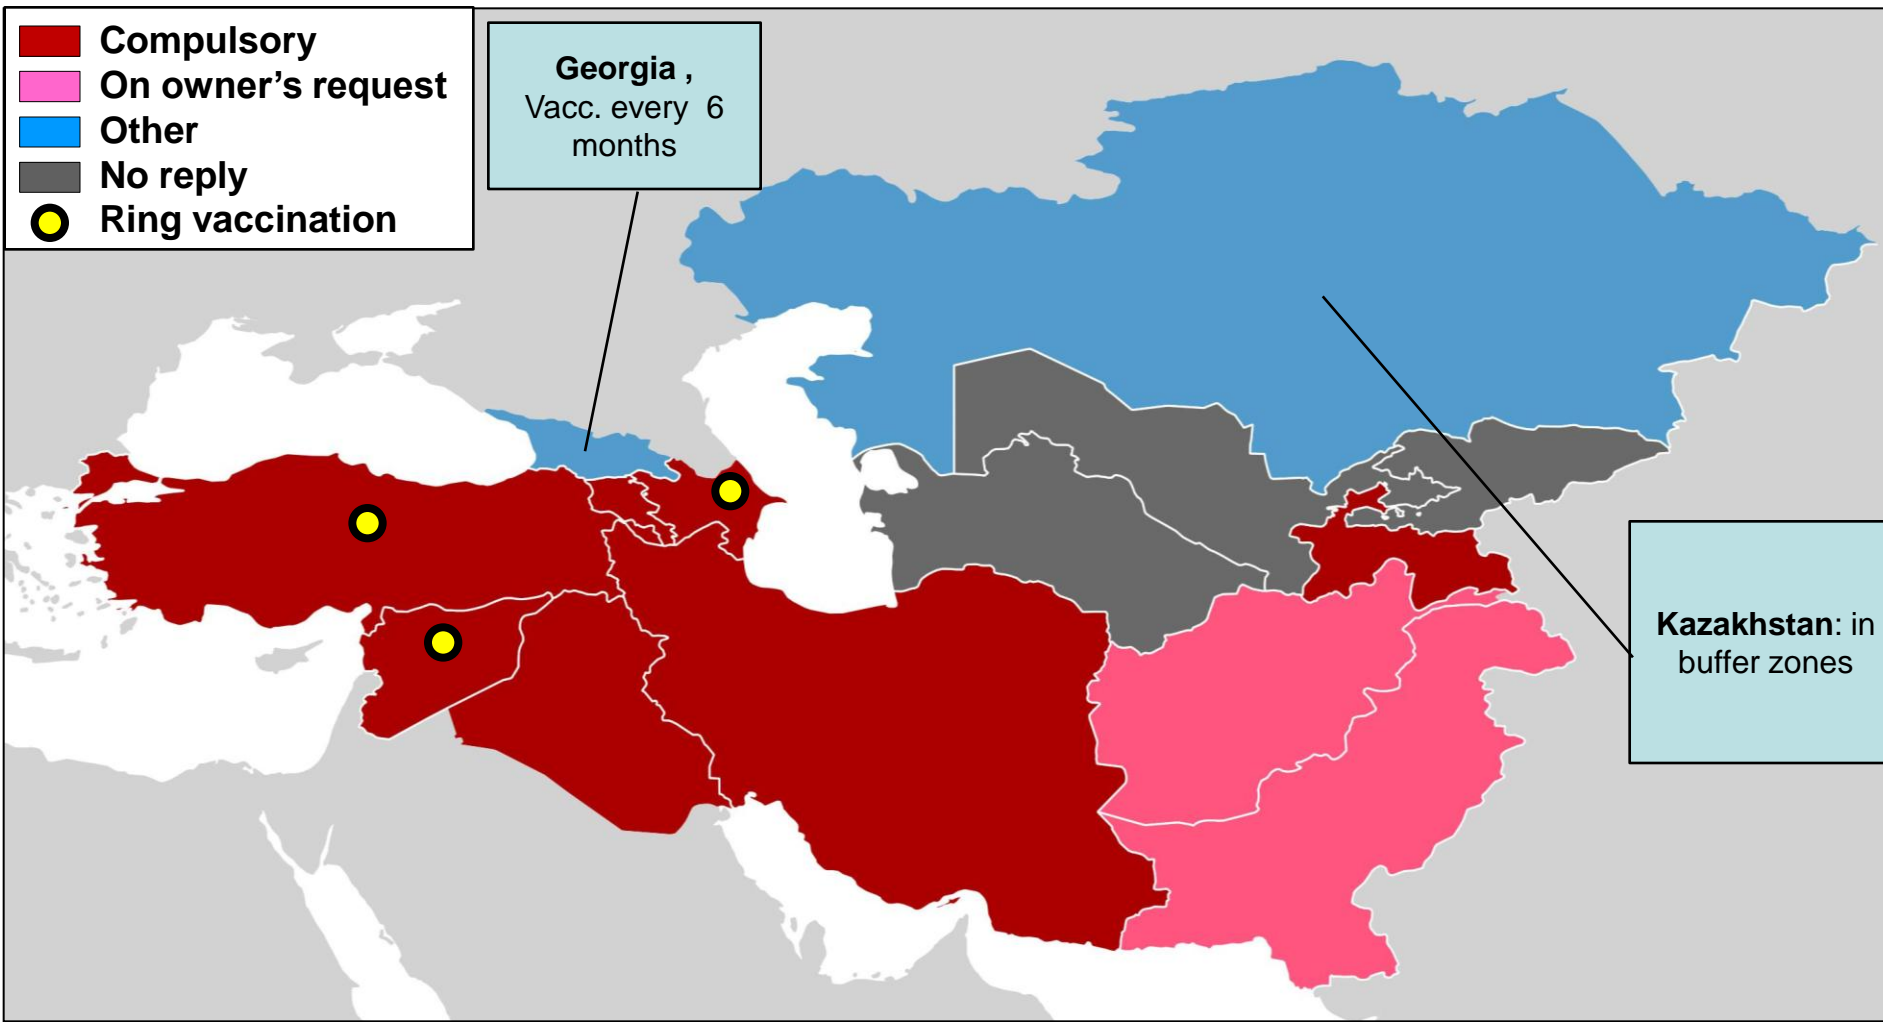 Compulsory
On owner’s request
Other
No reply
Ring vaccination
Georgia ,
Vacc. every 6
months
Kazakhstan: in
buffer zones